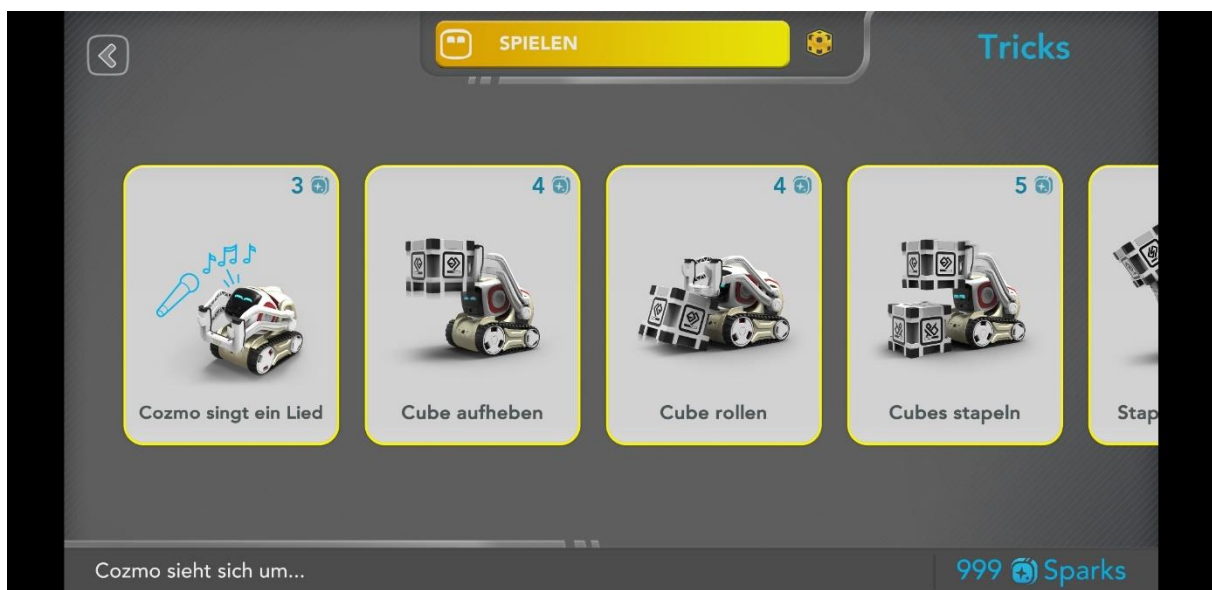 SPIELEN
Tricks
3
4
4
5
Cozmo singt ein Lied
Cube aufheben
Cube rollen
Cubes stapeln
Stap
Cozmo sieht sich um...
999 Sparks